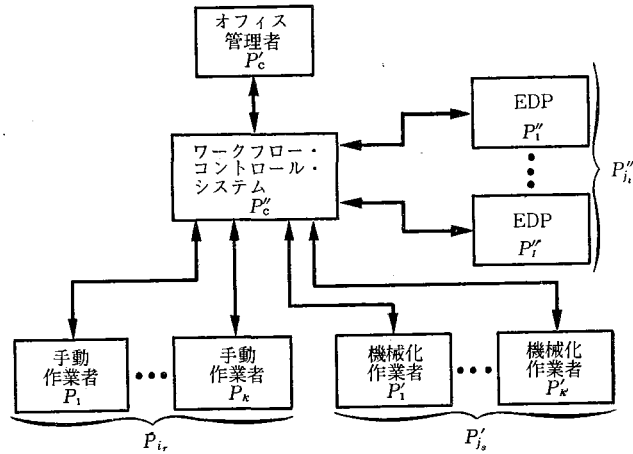 オフィス
管理者
P'c
ワークフロー・
コントロール・
システム
P''c
EDP
P''1
EDP
P''l
P''jt
手動
作業者
P1
手動
作業者
Pk
機械化
作業者
P'1
機械化
作業者
P'k'
Pir
P'js